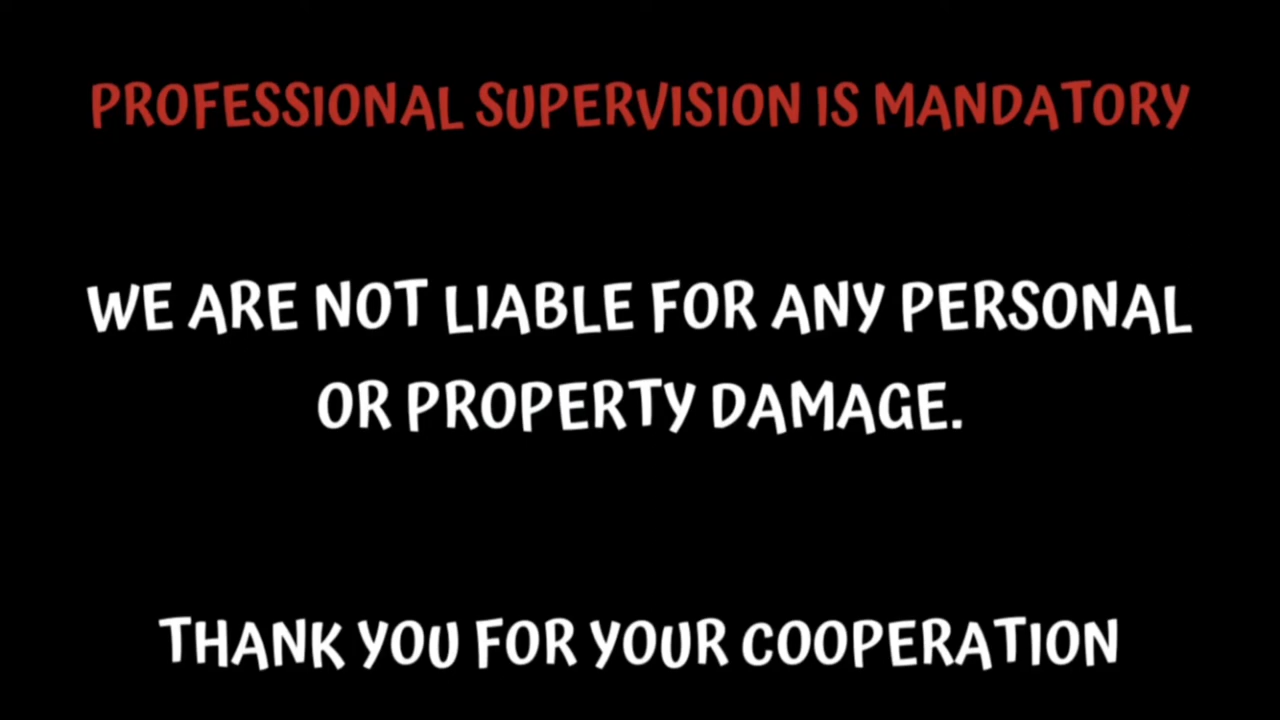 PROFESSIONAL SUPERVISION IS MANDATORY
WE ARE NOT LIABLE FOR ANY PERSONAL
OR PROPERTY DAMAGE.
THANK YOU FOR YOUR COOPERATION